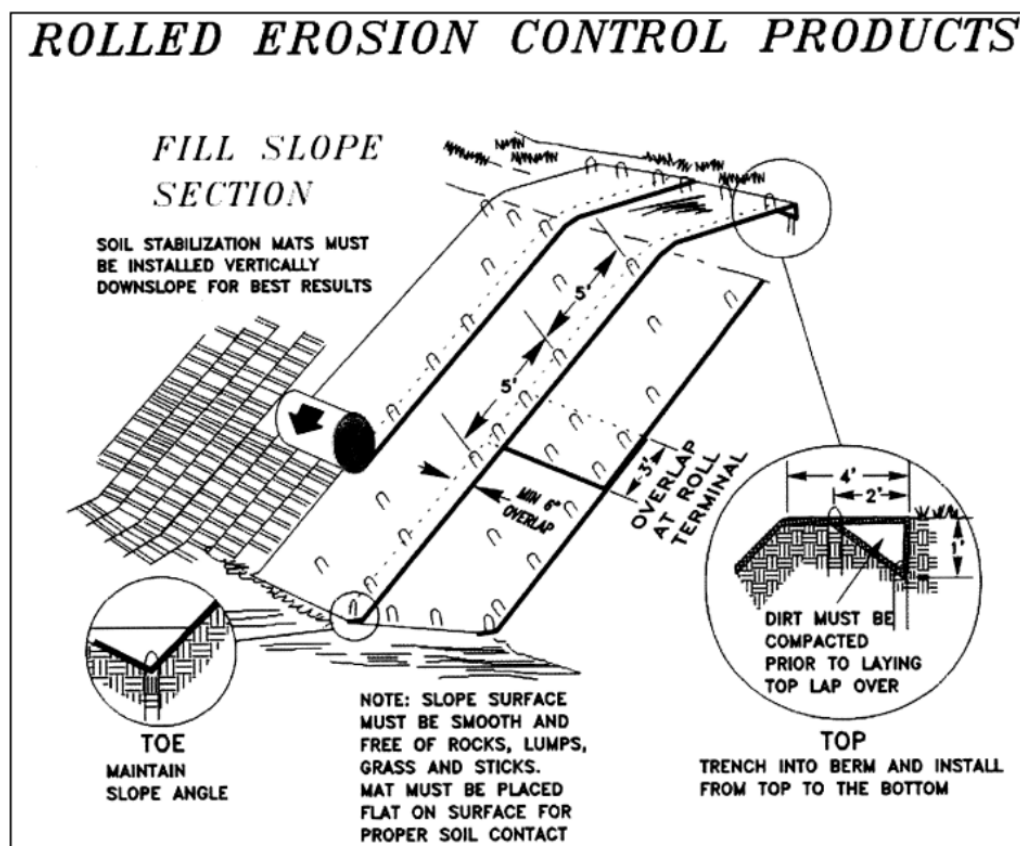 ROLLED EROSION CONTROL PRODUCTS
FILL SLOPE
SECTION
SOIL STABILIZATION MATS MUST
BE INSTALLED VERTICALLY
DOWNSLOPE FOR BEST RESULTS
5'
5'
MIN 6"
OVERLAP
3'
OVERLAP
AT ROLL
TERMINAL
4'
2'
1'
DIRT MUST BE
COMPACTED
PRIOR TO LAYING
TOP LAP OVER
TOP
TRENCH INTO BERM AND INSTALL
FROM TOP TO THE BOTTOM
TOE
MAINTAIN
SLOPE ANGLE
NOTE: SLOPE SURFACE
MUST BE SMOOTH AND
FREE OF ROCKS, LUMPS,
GRASS AND STICKS.
MAT MUST BE PLACED
FLAT ON SURFACE FOR
PROPER SOIL CONTACT